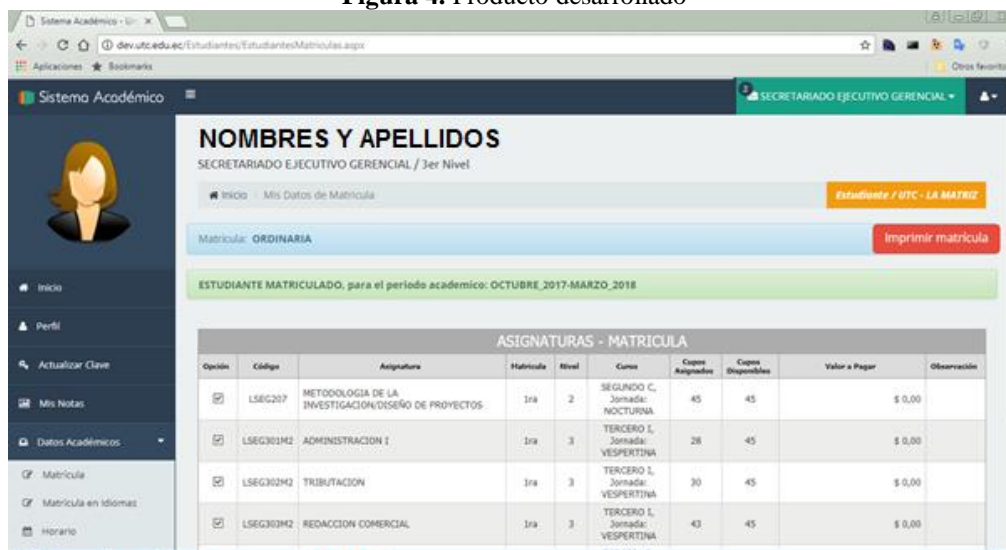 Figura 4. Producto desarrollado
Sistema Académico - U
dev.utc.edu.ec/Estudiantes/EstudiantesMatriculas.aspx
Aplicaciones Bookmarks Otros favorito
Sistema Académico
2 SECRETARIADO EJECUTIVO GERENCIAL
NOMBRES Y APELLIDOS
SECRETARIADO EJECUTIVO GERENCIAL / 3er Nivel
Inicio Mis Datos de Matricula
Estudiante / UTC - LA MATRIZ
Matricula: ORDINARIA
Imprimir matrícula
ESTUDIANTE MATRICULADO, para el periodo academico: OCTUBRE_2017-MARZO_2018
Inicio
Perfil
Actualizar Clave
Mis Notas
Datos Académicos
Matrícula
Matrícula en Idiomas
Horario
ASIGNATURAS - MATRICULA
Opción Código Asignatura Matricula Nivel Curso Cupos Asignados Cupos Disponibles Valor a Pagar Observación
LSEG207 METODOLOGIA DE LA INVESTIGACION/DISEÑO DE PROYECTOS 1ra 2 SEGUNDO C, Jornada: NOCTURNA 45 45 $ 0,00
LSEG301M2 ADMINISTRACION I 1ra 3 TERCERO I, Jornada: VESPERTINA 28 45 $ 0,00
LSEG302M2 TRIBUTACION 1ra 3 TERCERO I, Jornada: VESPERTINA 30 45 $ 0,00
LSEG303M2 REDACCION COMERCIAL 1ra 3 TERCERO I, Jornada: VESPERTINA 43 45 $ 0,00